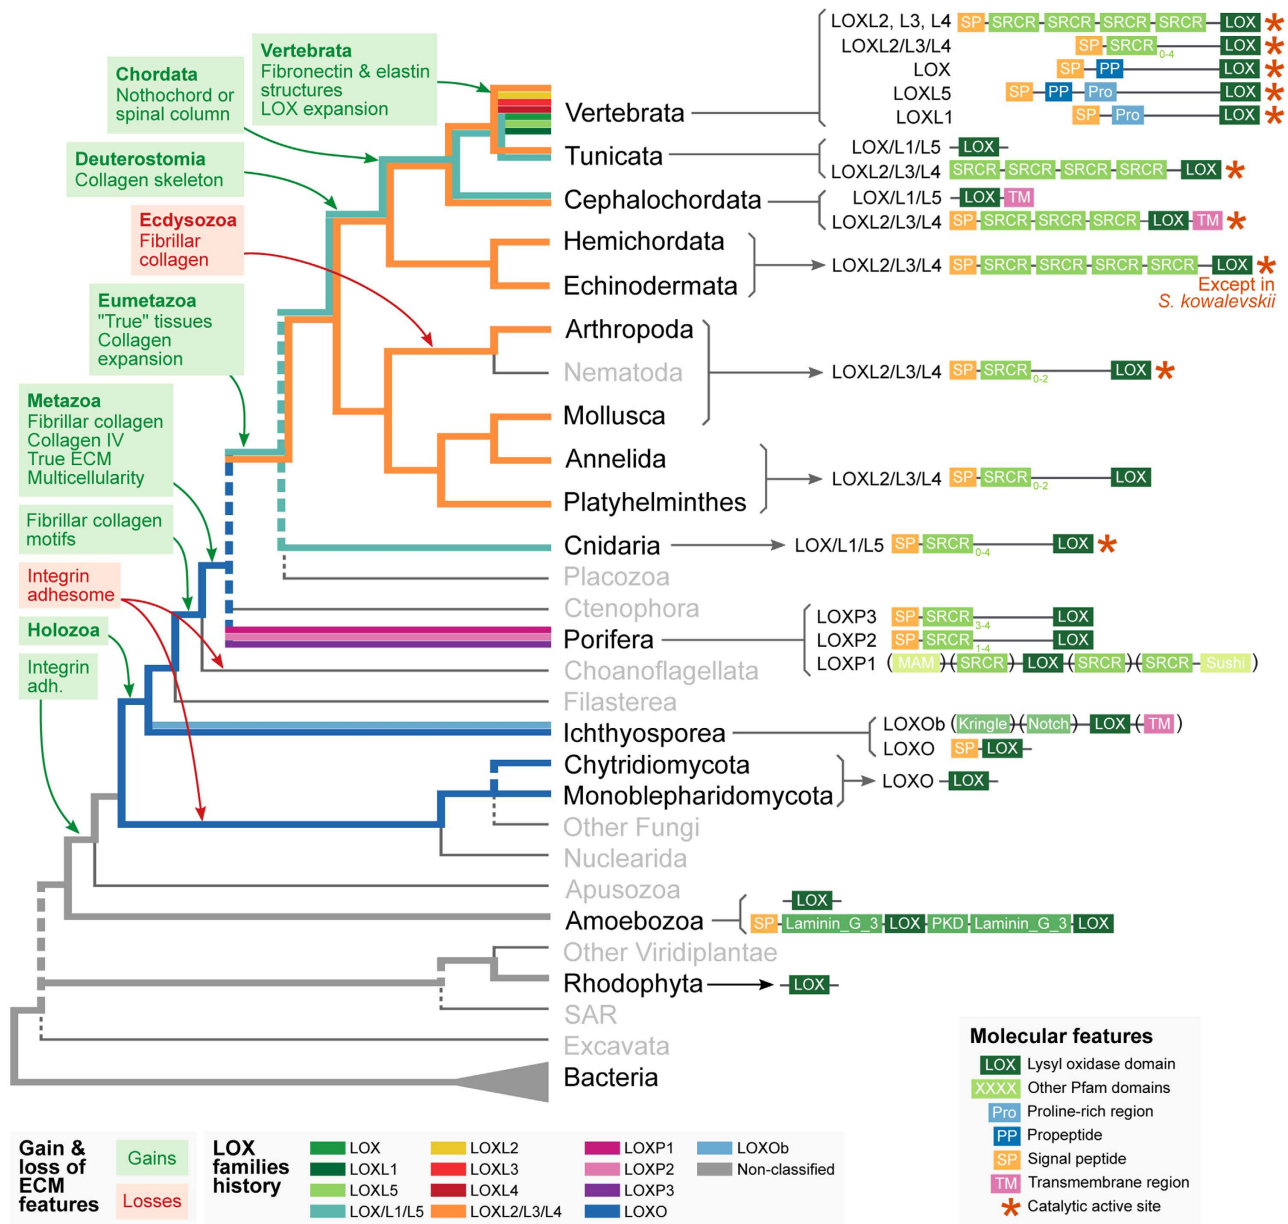 Vertebrata
Fibronectin & elastin
structures
LOX expansion
Chordata
Nothochord or
spinal column
Deuterostomia
Collagen skeleton
Ecdysozoa
Fibrillar
collagen
Eumetazoa
"True" tissues
Collagen
expansion
Metazoa
Fibrillar collagen
Collagen IV
True ECM
Multicellularity
Fibrillar collagen
motifs
Integrin
adhesome
Holozoa
Integrin
adh.
Vertebrata
LOXL2, L3, L4 SP SRCR SRCR SRCR SRCR LOX *
LOXL2/L3/L4 SP SRCR 0-4 LOX *
LOX SP PP LOX *
LOXL5 SP PP Pro LOX *
LOXL1 SP Pro LOX *
Tunicata
LOX/L1/L5 LOX
LOXL2/L3/L4 SRCR SRCR SRCR SRCR LOX *
Cephalochordata
LOX/L1/L5 LOX TM
LOXL2/L3/L4 SP SRCR SRCR SRCR LOX TM *
Hemichordata
Echinodermata
LOXL2/L3/L4 SP SRCR SRCR SRCR SRCR LOX *
Except in
S. kowalevskii
Arthropoda
Nematoda
Mollusca
LOXL2/L3/L4 SP SRCR 0-2 LOX *
Annelida
Platyhelminthes
LOXL2/L3/L4 SP SRCR 0-2 LOX
Cnidaria
LOX/L1/L5 SP SRCR 0-4 LOX *
Placozoa
Ctenophora
Porifera
LOXP3 SP SRCR 3-4 LOX
LOXP2 SP SRCR 1-4 LOX
LOXP1 (MAM)(SRCR) LOX (SRCR)(SRCR Sushi)
Choanoflagellata
Filasterea
Ichthyosporea
LOXOb (Kringle)(Notch) LOX (TM)
LOXO SP LOX
Chytridiomycota
Monoblepharidomycota
LOXO LOX
Other Fungi
Nuclearida
Apusozoa
Amoebozoa
LOX
SP Laminin_G_3 LOX PKD Laminin_G_3 LOX
Other Viridiplantae
Rhodophyta LOX
SAR
Excavata
Bacteria
Molecular features
LOX Lysyl oxidase domain
XXXX Other Pfam domains
Pro Proline-rich region
PP Propeptide
SP Signal peptide
TM Transmembrane region
* Catalytic active site
Gain &
loss of
ECM
features
Gains
Losses
LOX
families
history
LOX
LOXL1
LOXL5
LOX/L1/L5
LOXL2
LOXL3
LOXL4
LOXL2/L3/L4
LOXP1
LOXP2
LOXP3
LOXO
LOXOb
Non-classified